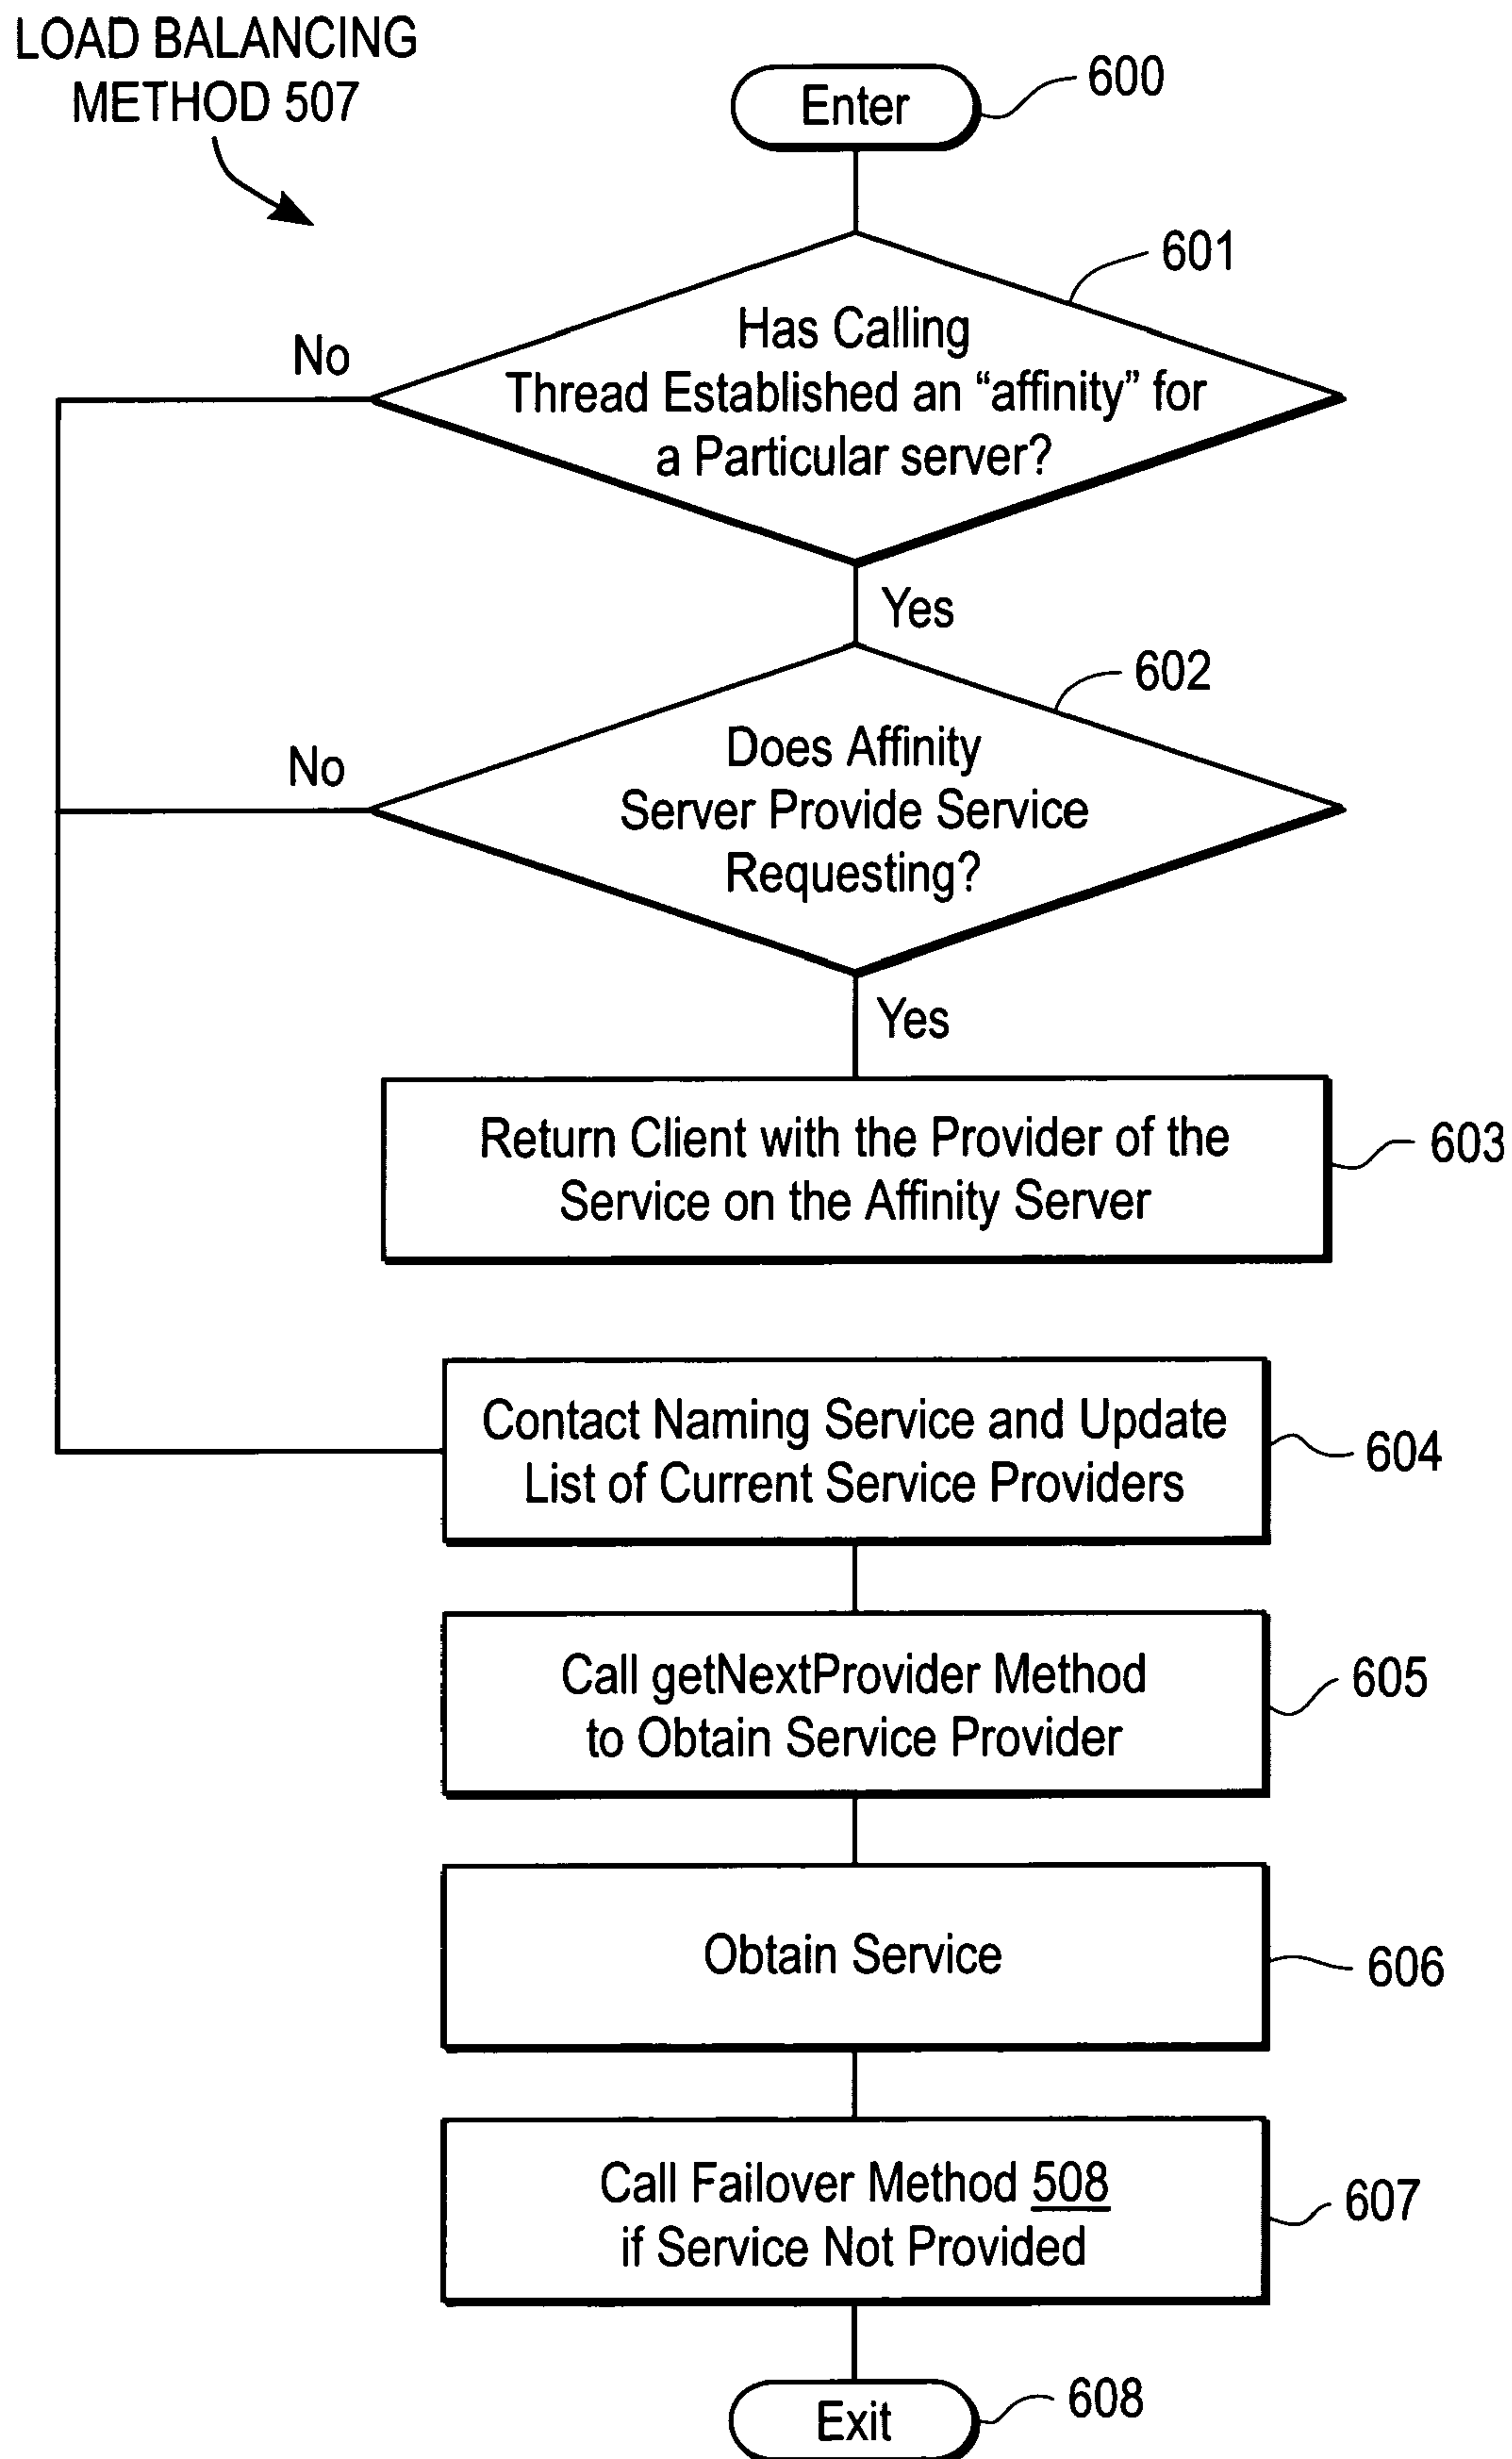 LOAD BALANCING
METHOD 507
Enter
600
601
Has Calling
Thread Established an “affinity” for
a Particular server?
No
Yes
602
Does Affinity
Server Provide Service
Requesting?
No
Yes
Return Client with the Provider of the
Service on the Affinity Server
603
Contact Naming Service and Update
List of Current Service Providers
604
Call getNextProvider Method
to Obtain Service Provider
605
Obtain Service
606
Call Failover Method 508
if Service Not Provided
607
Exit
608